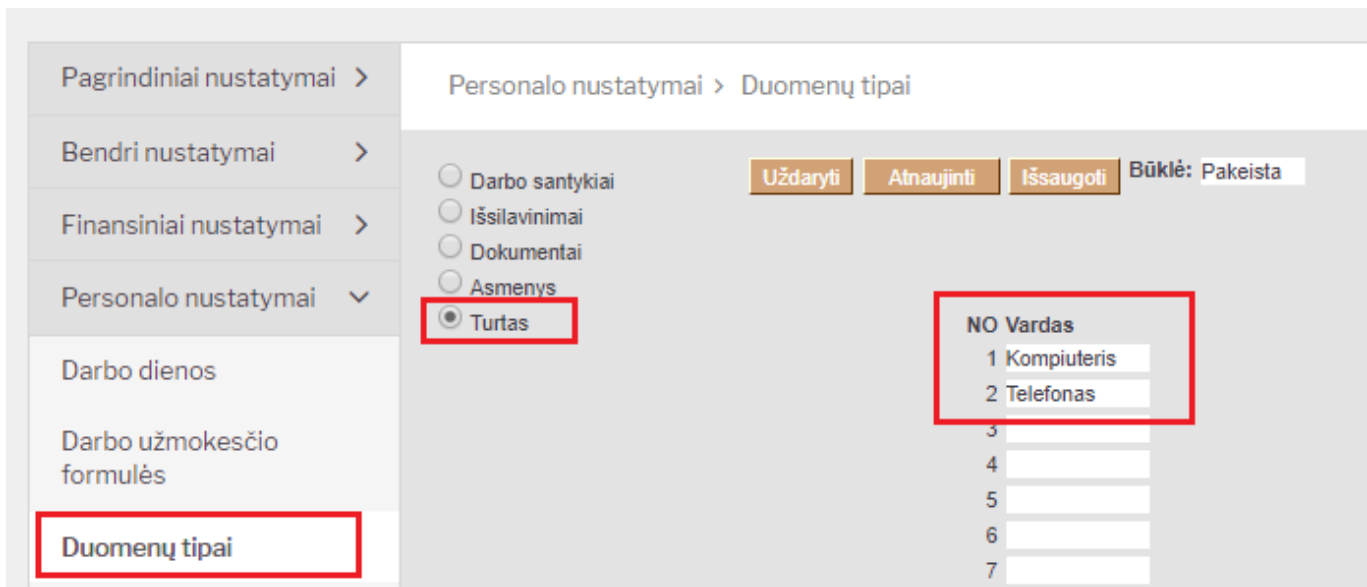 Pagrindiniai nustatymai
Bendri nustatymai
Finansiniai nustatymai
Personalo nustatymai
Darbo dienos
Darbo užmokesčio
formulės
Duomenų tipai
Personalo nustatymai > Duomenų tipai
Darbo santykiai
Išsilavinimai
Dokumentai
Asmenys
Turtas
Uždaryti Atnaujinti Išsaugoti Būklė: Pakeista
NO Vardas
1 Kompiuteris
2 Telefonas
3
4
5
6
7